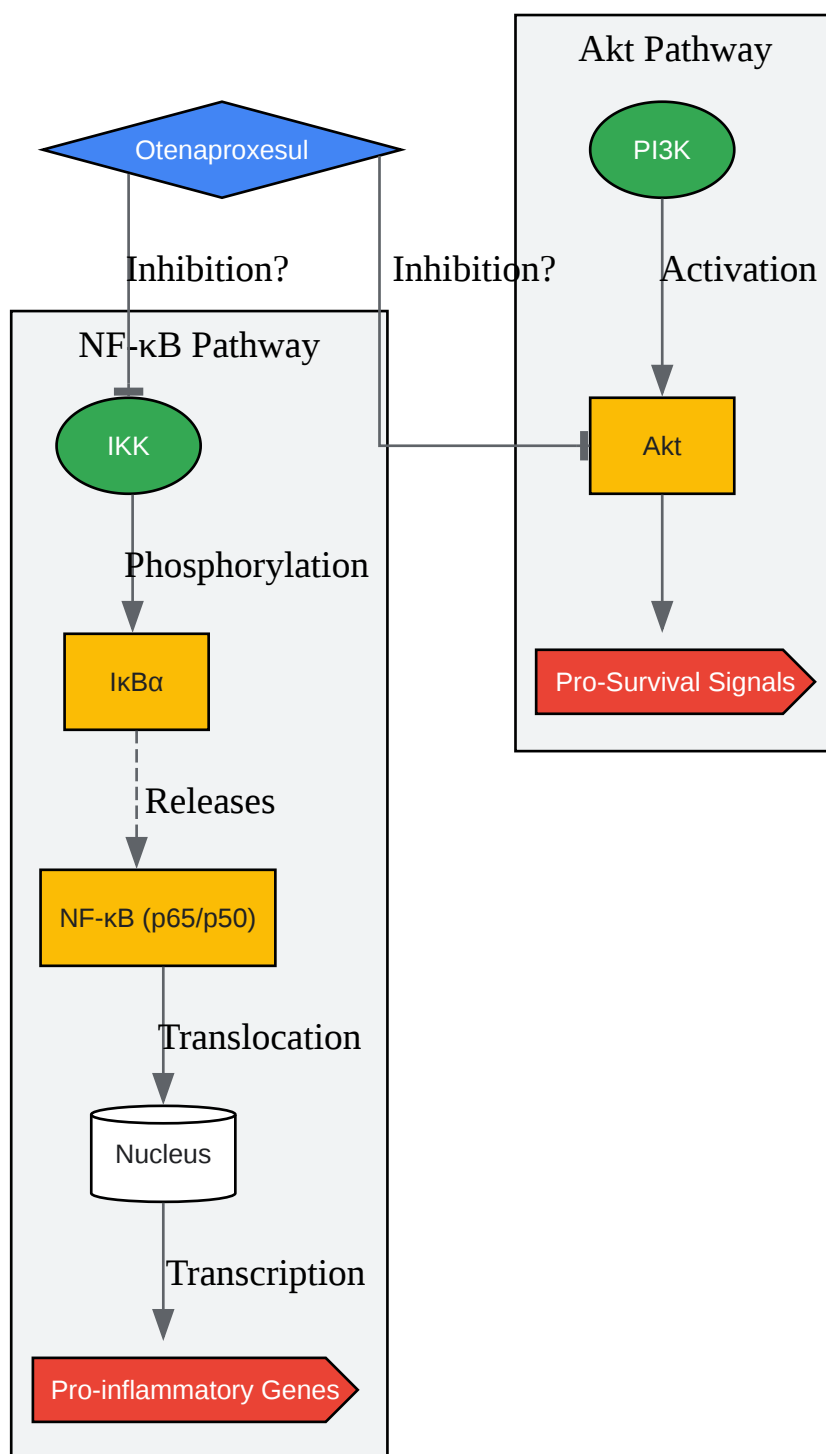 Akt Pathway
Otenaproxesul
PI3K
Inhibition?
Inhibition?
Activation
NF-κB Pathway
IKK
Akt
Phosphorylation
IκBα
Pro-Survival Signals
Releases
NF-κB (p65/p50)
Translocation
Nucleus
Transcription
Pro-inflammatory Genes